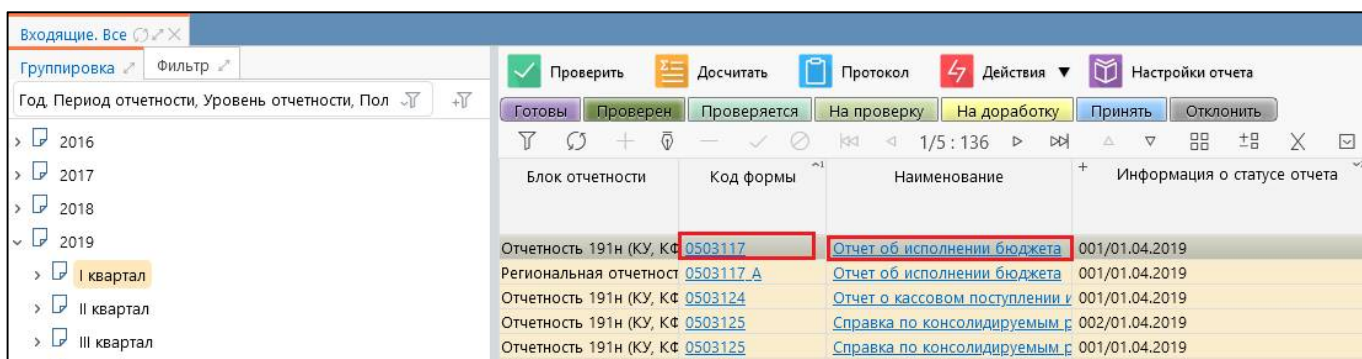 Входящие. Все
Группировка Фильтр
Год, Период отчетности, Уровень отчетности, Пол
2016
2017
2018
2019
I квартал
II квартал
III квартал
Проверить Досчитать Протокол Действия Настройки отчета
Готовы Проверен Проверяется На проверку На доработку Принять Отклонить
1/5 : 136
Блок отчетности Код формы Наименование Информация о статусе отчета
Отчетность 191н (КУ, КФ 0503117 Отчет об исполнении бюджета 001/01.04.2019
Региональная отчетност 0503117_А Отчет об исполнении бюджета 001/01.04.2019
Отчетность 191н (КУ, КФ 0503124 Отчет о кассовом поступлении и 001/01.04.2019
Отчетность 191н (КУ, КФ 0503125 Справка по консолидируемым р 002/01.04.2019
Отчетность 191н (КУ, КФ 0503125 Справка по консолидируемым р 001/01.04.2019